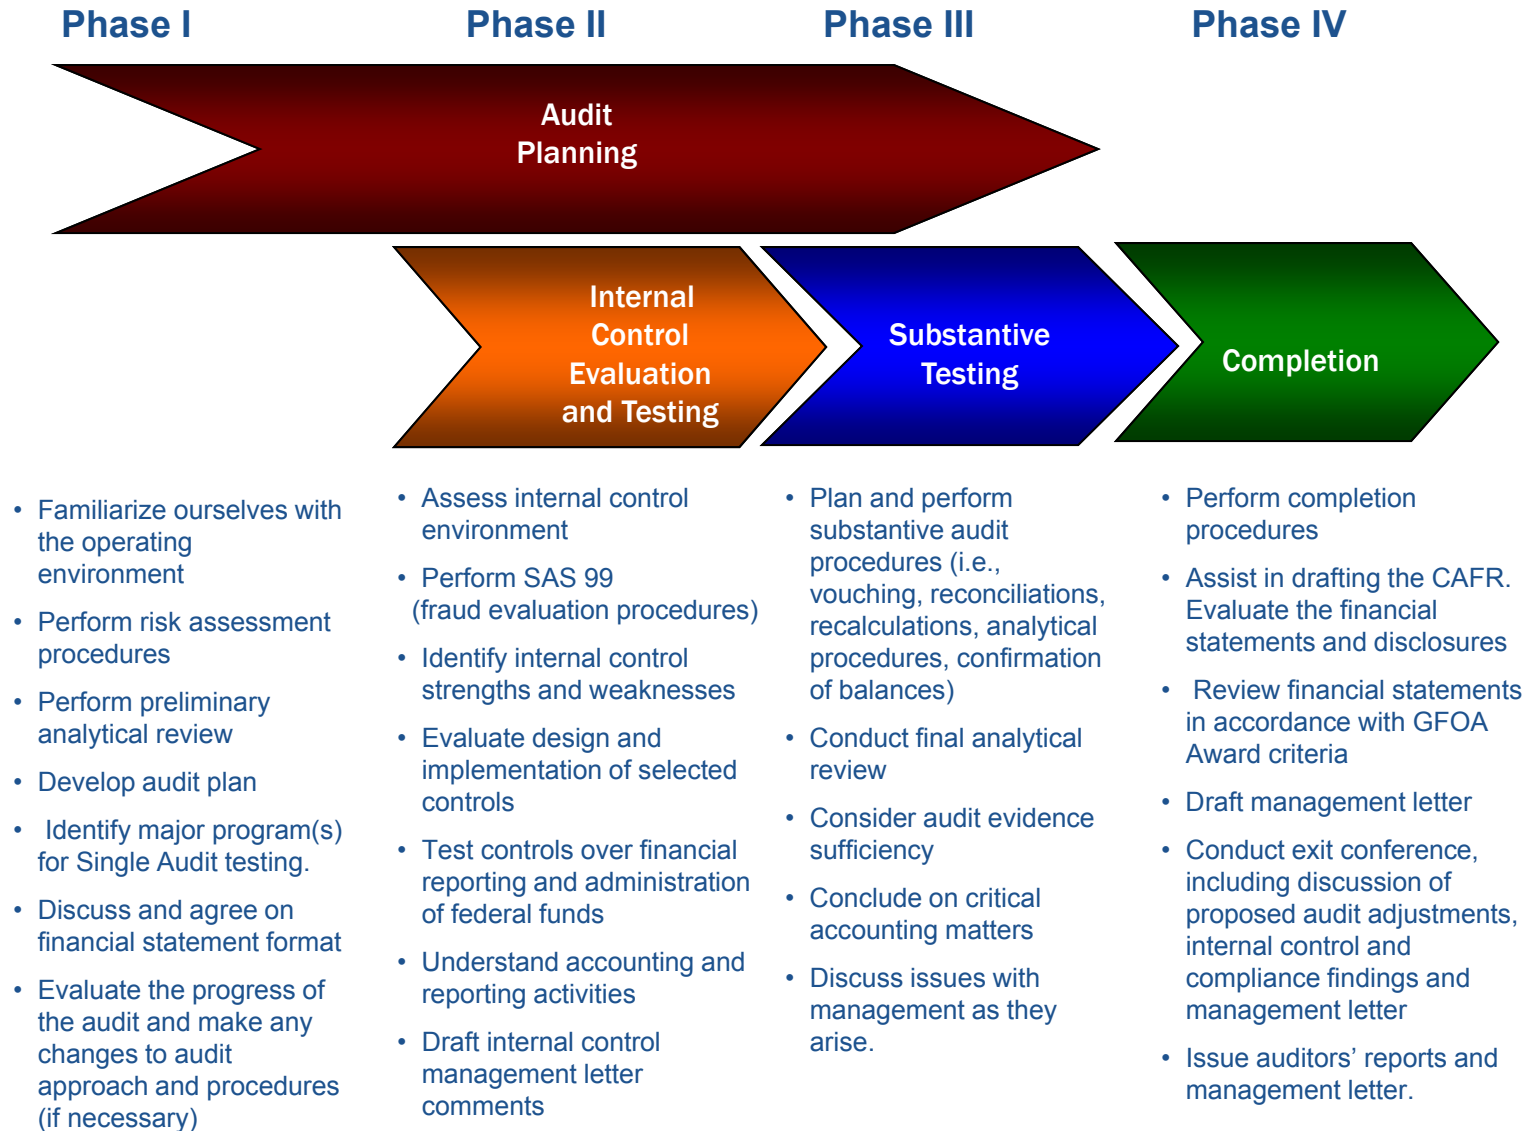 Phase I
Phase II
Phase III
Phase IV
Audit
Planning
Internal
Control
Evaluation
and Testing
Substantive
Testing
Completion
• Familiarize ourselves with
the operating
environment
• Perform risk assessment
procedures
• Perform preliminary
analytical review
• Develop audit plan
• Identify major program(s)
for Single Audit testing.
• Discuss and agree on
financial statement format
• Evaluate the progress of
the audit and make any
changes to audit
approach and procedures
(if necessary)
• Assess internal control
environment
• Perform SAS 99
(fraud evaluation procedures)
• Identify internal control
strengths and weaknesses
• Evaluate design and
implementation of selected
controls
• Test controls over financial
reporting and administration
of federal funds
• Understand accounting and
reporting activities
• Draft internal control
management letter
comments
• Plan and perform
substantive audit
procedures (i.e.,
vouching, reconciliations,
recalculations, analytical
procedures, confirmation
of balances)
• Conduct final analytical
review
• Consider audit evidence
sufficiency
• Conclude on critical
accounting matters
• Discuss issues with
management as they
arise.
• Perform completion
procedures
• Assist in drafting the CAFR.
Evaluate the financial
statements and disclosures
• Review financial statements
in accordance with GFOA
Award criteria
• Draft management letter
• Conduct exit conference,
including discussion of
proposed audit adjustments,
internal control and
compliance findings and
management letter
• Issue auditors’ reports and
management letter.